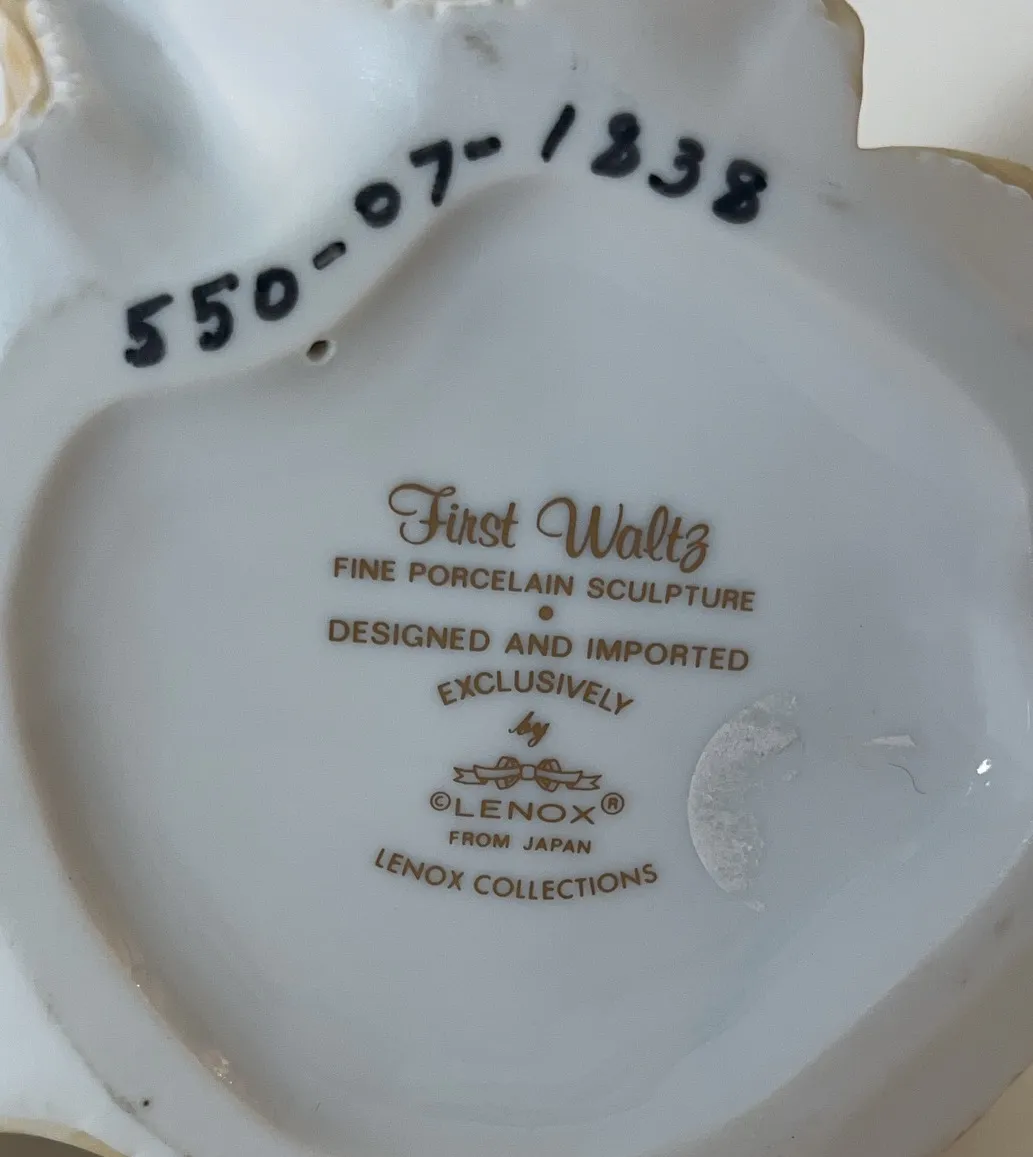 550-07-1838
First Waltz
FINE PORCELAIN SCULPTURE
•
DESIGNED AND IMPORTED
EXCLUSIVELY
by
©LENOX®
FROM JAPAN
LENOX COLLECTIONS